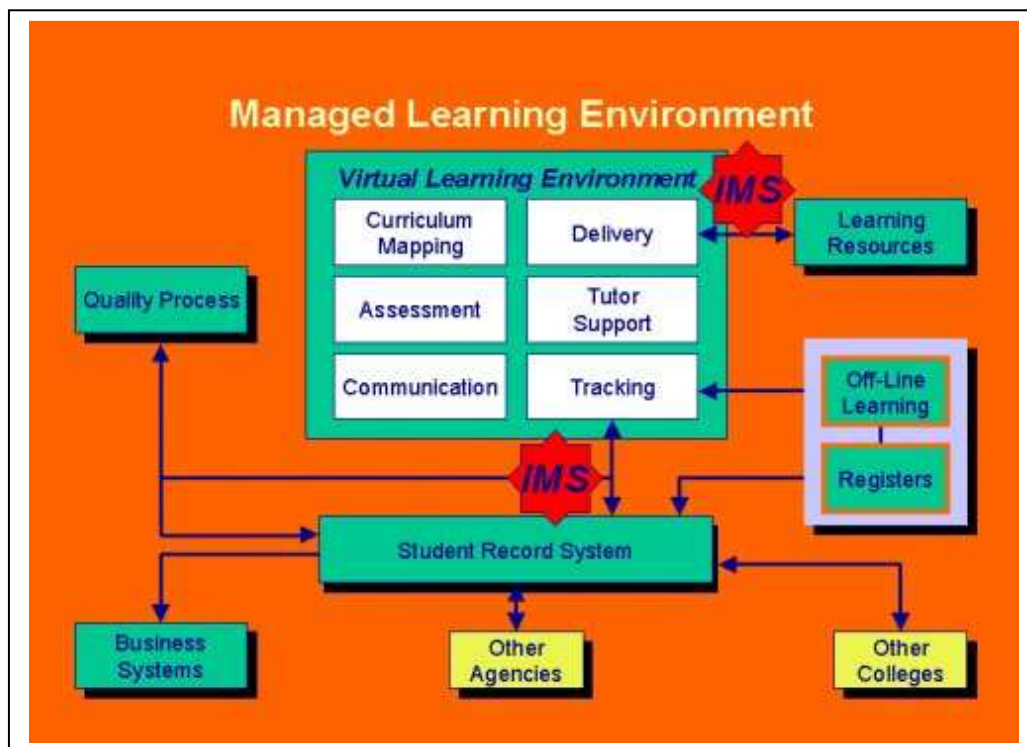 Managed Learning Environment
Virtual Learning Environment
IMS
Curriculum
Mapping
Delivery
Learning
Resources
Quality Process
Assessment
Tutor
Support
Communication
Tracking
Off-Line
Learning
Registers
IMS
Student Record System
Business
Systems
Other
Agencies
Other
Colleges